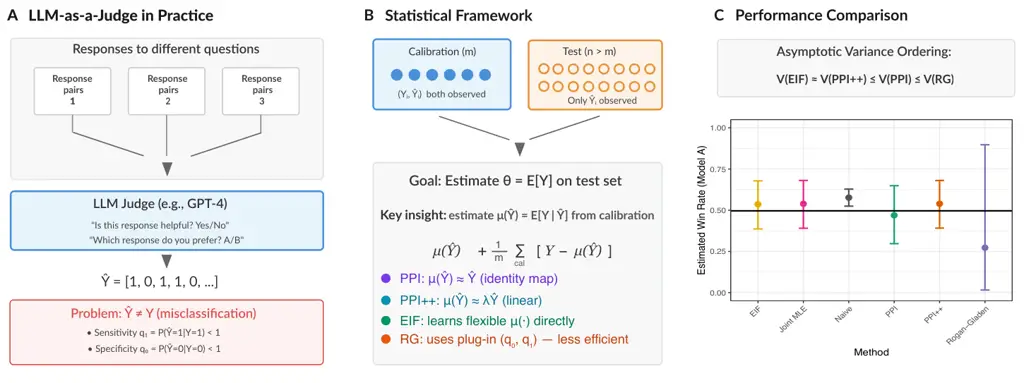 A LLM-as-a-Judge in Practice
Responses to different questions
Response pairs 1
Response pairs 2
Response pairs 3
LLM Judge (e.g., GPT-4)
"Is this response helpful? Yes/No"
"Which response do you prefer? A/B"
Ŷ = [1, 0, 1, 1, 0, ...]
Problem: Ŷ ≠ Y (misclassification)
• Sensitivity q₁ = P(Ŷ=1|Y=1) < 1
• Specificity q₀ = P(Ŷ=0|Y=0) < 1
B Statistical Framework
Calibration (m)
(Yᵢ, Ŷᵢ) both observed
Test (n > m)
Only Ŷᵢ observed
Goal: Estimate θ = E[Y] on test set
Key insight: estimate μ(Ŷ) = E[Y | Ŷ] from calibration
μ(Ŷ) + 1/m Σ cal [ Y − μ(Ŷ) ]
PPI: μ(Ŷ) ≈ Ŷ (identity map)
PPI++: μ(Ŷ) ≈ λŶ (linear)
EIF: learns flexible μ(·) directly
RG: uses plug-in (q₀, q₁) — less efficient
C Performance Comparison
Asymptotic Variance Ordering:
V(EIF) = V(PPI++) ≤ V(PPI) ≤ V(RG)
Estimated Win Rate (Model A)
1.00
0.75
0.50
0.25
0.00
EIF
Joint MLE
Naive
PPI
PPI++
Rogan–Gladen
Method